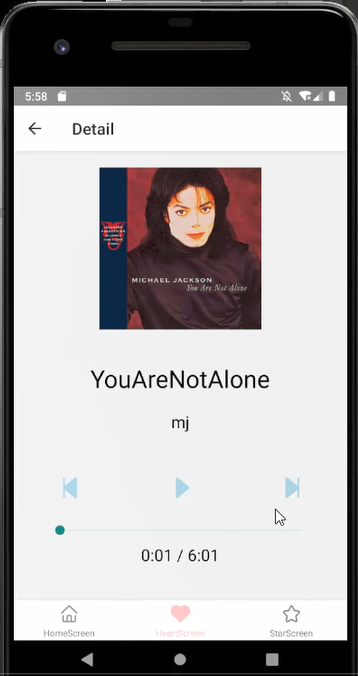 5:58
Detail
MICHAEL JACKSON
You Are Not Alone
YouAreNotAlone
mj
0:01 / 6:01
HomeScreen
HeartScreen
StarScreen